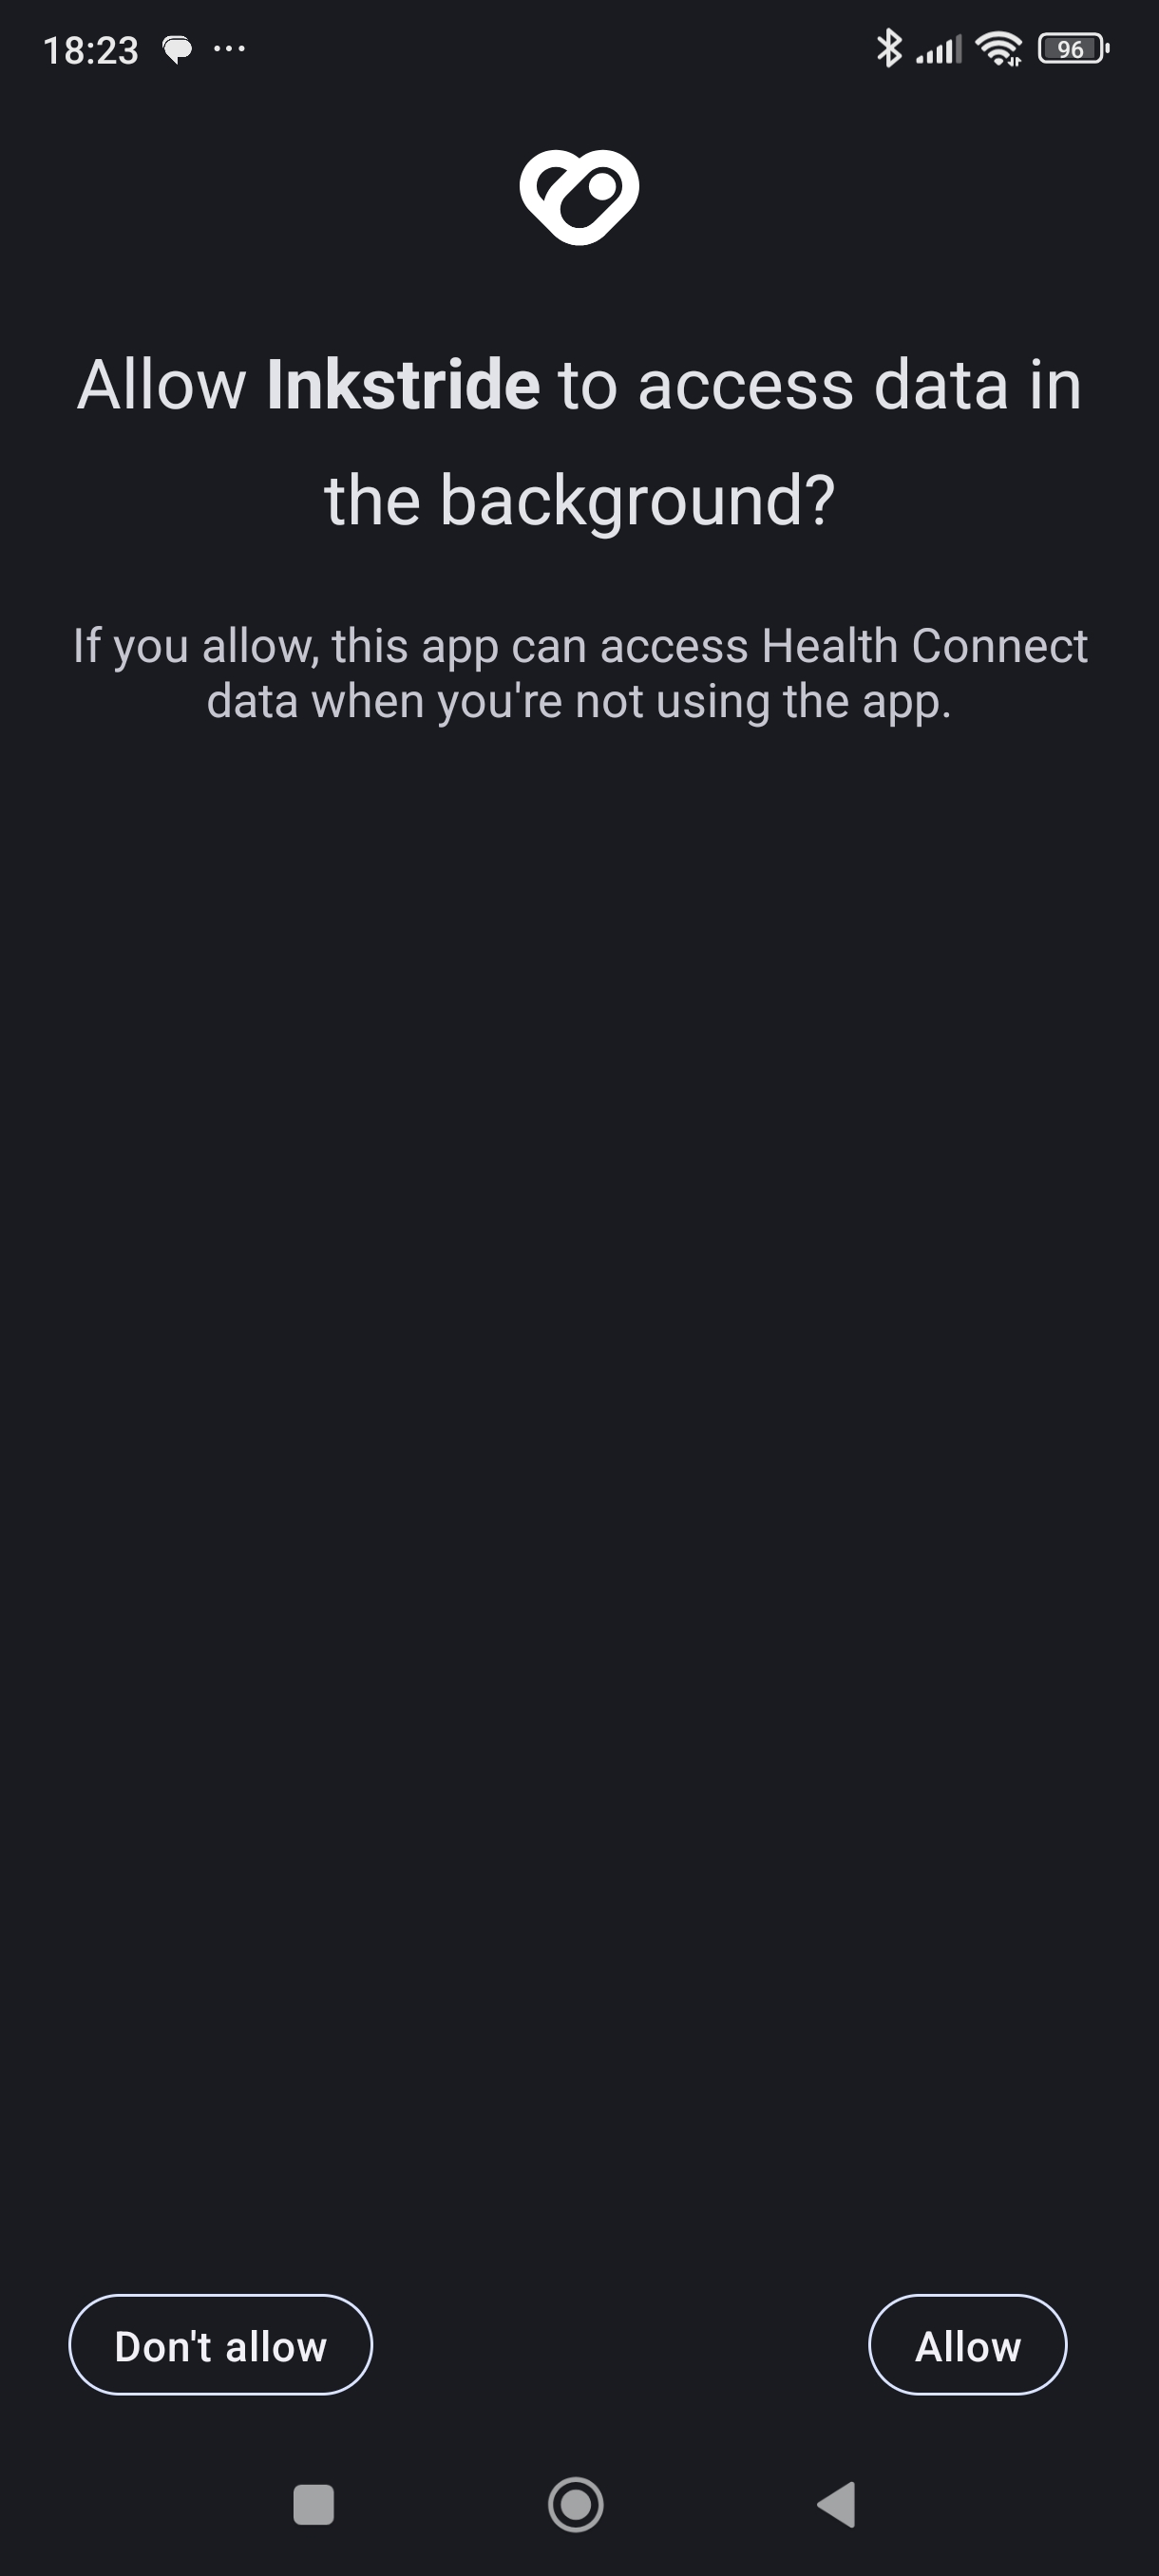 18:23
96
Allow Inkstride to access data in
the background?
If you allow, this app can access Health Connect
data when you're not using the app.
Don't allow
Allow